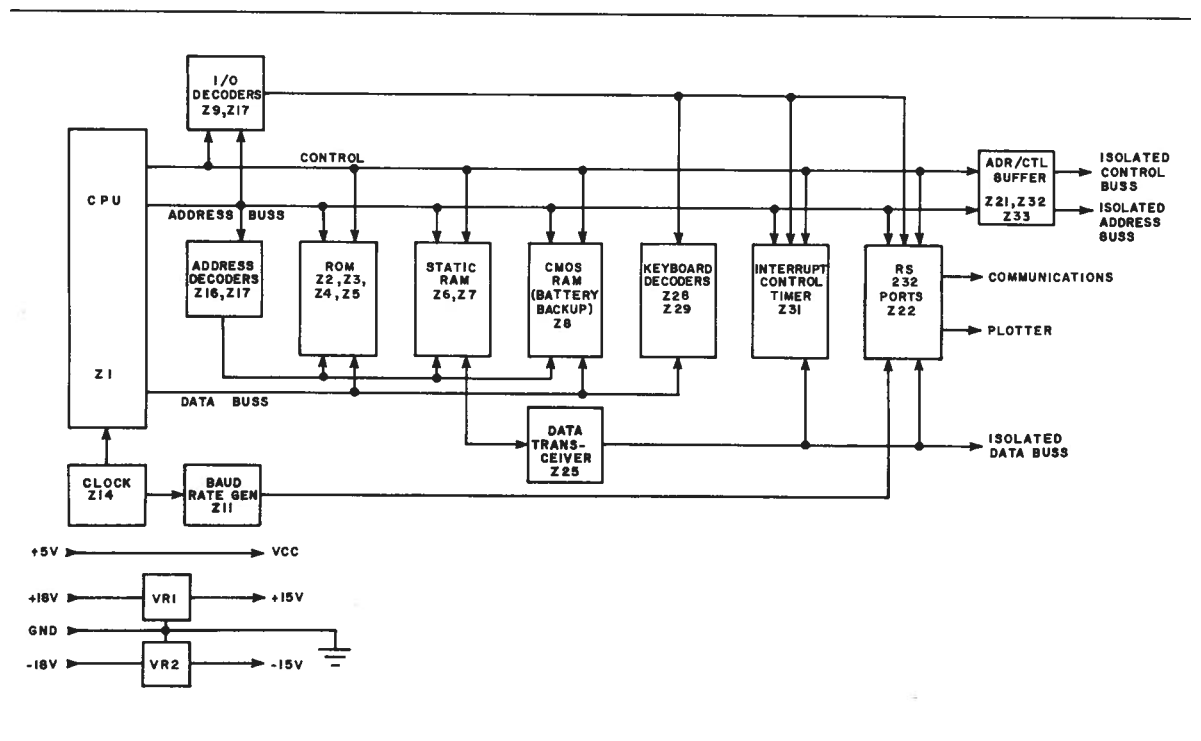 I/O
DECODERS
Z9,Z17
CPU
Z1
CONTROL
ADDRESS BUSS
ADR/CTL
BUFFER
Z21,Z32
Z33
ISOLATED
CONTROL
BUSS
ISOLATED
ADDRESS
BUSS
ADDRESS
DECODERS
Z16,Z17
ROM
Z2,Z3,
Z4,Z5
STATIC
RAM
Z6,Z7
CMOS
RAM
(BATTERY
BACKUP)
Z8
KEYBOARD
DECODERS
Z28
Z29
INTERRUPT
CONTROL
TIMER
Z31
RS
232
PORTS
Z22
COMMUNICATIONS
PLOTTER
DATA BUSS
DATA
TRANS-
CEIVER
Z25
ISOLATED
DATA BUSS
CLOCK
Z14
BAUD
RATE GEN
Z11
+5V
VCC
+18V
VR1
+15V
GND
-18V
VR2
-15V